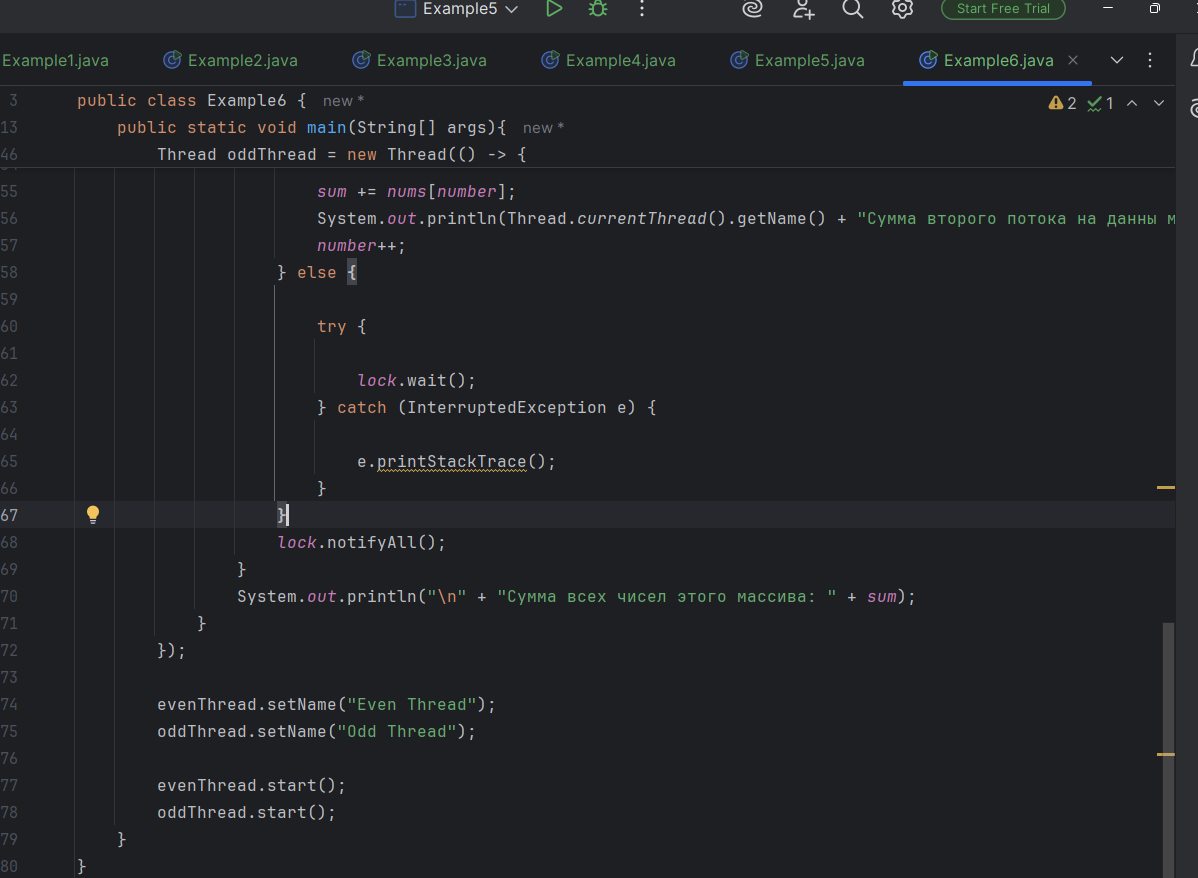 Example5
Start Free Trial
Example1.java Example2.java Example3.java Example4.java Example5.java Example6.java
3 public class Example6 { new *
2 1
13 public static void main(String[] args){ new *
46 Thread oddThread = new Thread(() -> {
55 sum += nums[number];
56 System.out.println(Thread.currentThread().getName() + "Сумма второго потока на данны м
57 number++;
58 } else {
59
60 try {
61
62 lock.wait();
63 } catch (InterruptedException e) {
64
65 e.printStackTrace();
66 }
67 }
68 lock.notifyAll();
69 }
70 System.out.println("\n" + "Сумма всех чисел этого массива: " + sum);
71 }
72 });
73
74 evenThread.setName("Even Thread");
75 oddThread.setName("Odd Thread");
76
77 evenThread.start();
78 oddThread.start();
79 }
80 }